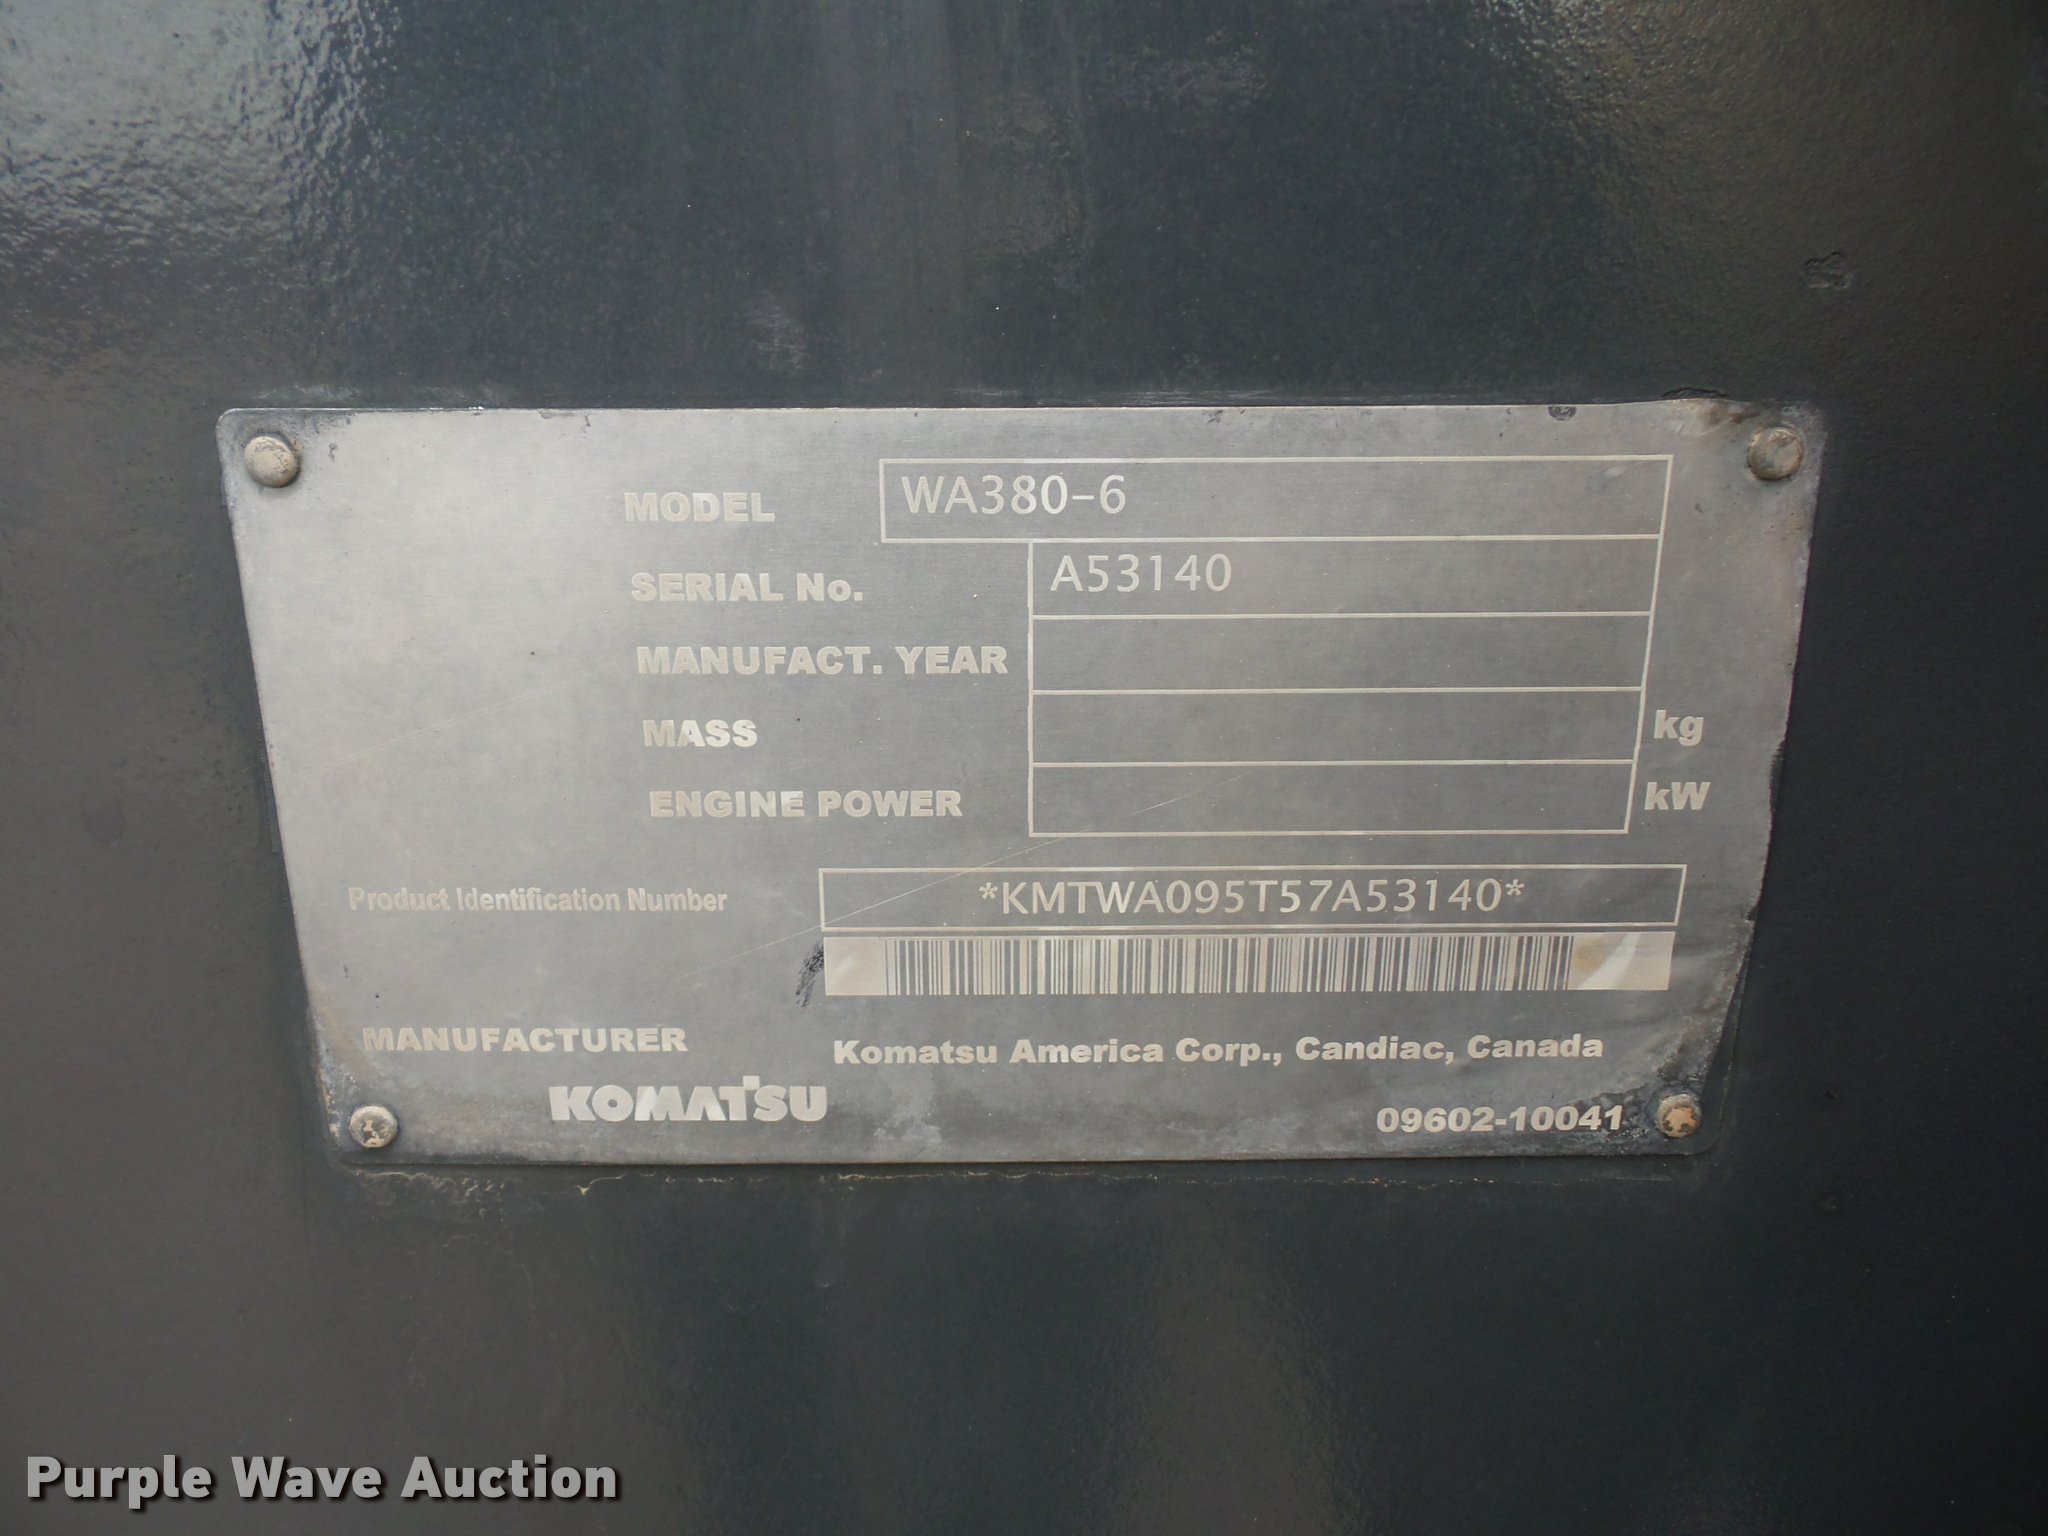 MODEL WA380-6
SERIAL No. A53140
MANUFACT. YEAR
MASS kg
ENGINE POWER kW
Product Identification Number *KMTWA095T57A53140*
MANUFACTURER Komatsu America Corp., Candiac, Canada
KOMATSU
09602-10041
Purple Wave Auction